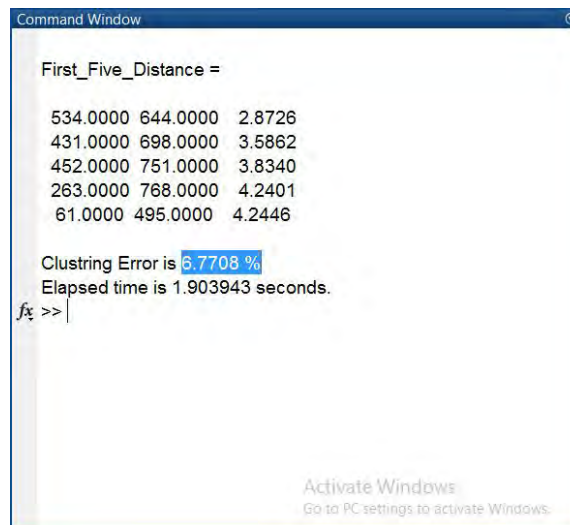 Command Window
First_Five_Distance =
534.0000 644.0000 2.8726
431.0000 698.0000 3.5862
452.0000 751.0000 3.8340
263.0000 768.0000 4.2401
61.0000 495.0000 4.2446
Clustring Error is 6.7708 %
Elapsed time is 1.903943 seconds.
fx >>
Activate Windows
Go to PC settings to activate Windows.